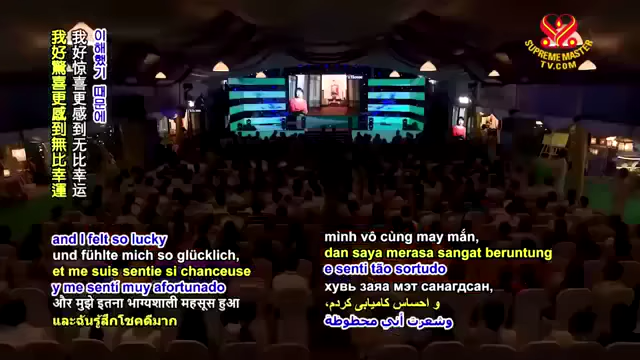 我好驚喜更感到無比幸運
我好惊喜更感到无比幸运
이해했기 때문에
SUPREME MASTER
TV.COM
and I felt so lucky
und fühlte mich so glücklich,
et me suis sentie si chanceuse
y me sentí muy afortunado
और मुझे इतना भाग्यशाली महसूस हुआ
และฉันรู้สึกโชคดีมาก
mình vô cùng may mắn,
dan saya merasa sangat beruntung
e senti tão sortudo
хувь заяа мэт санагдсан,
و احساس کامیابی کردم،
وشعرت أني محظوظة